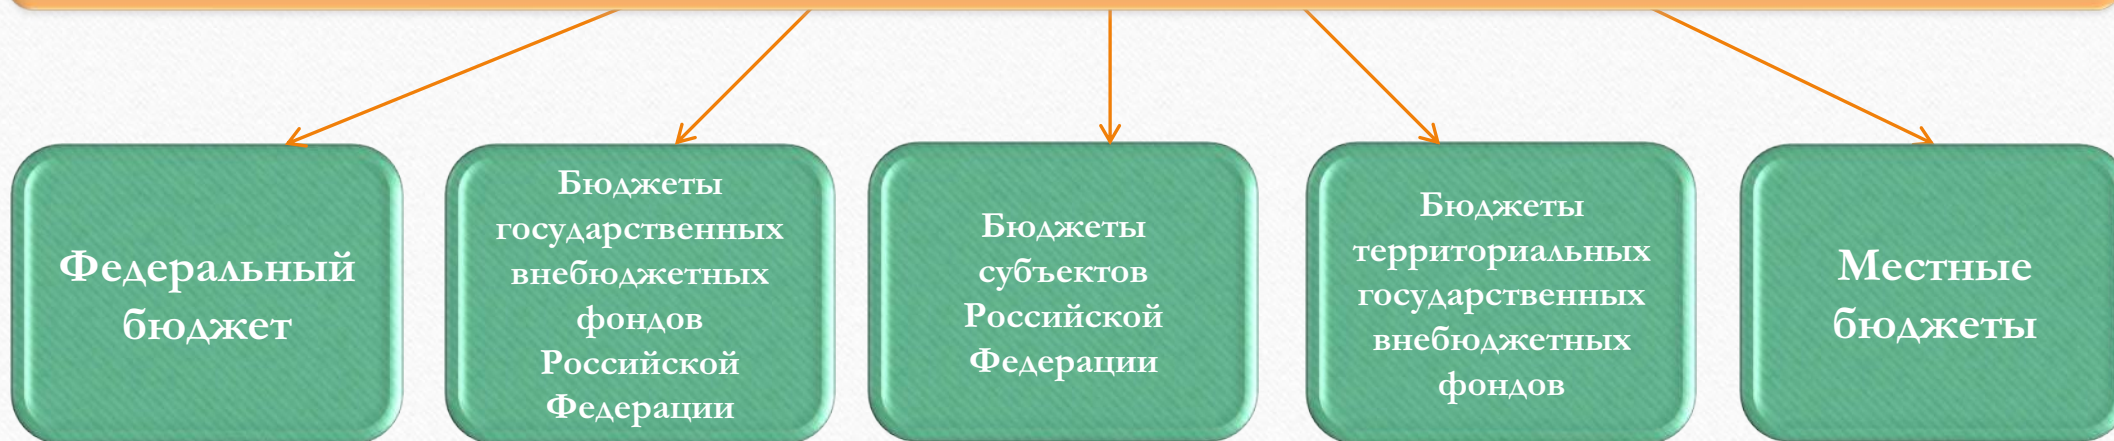 Федеральный
бюджет
Бюджеты
государственных
внебюджетных
фондов
Российской
Федерации
Бюджеты
субъектов
Российской
Федерации
Бюджеты
территориальных
государственных
внебюджетных
фондов
Местные
бюджеты